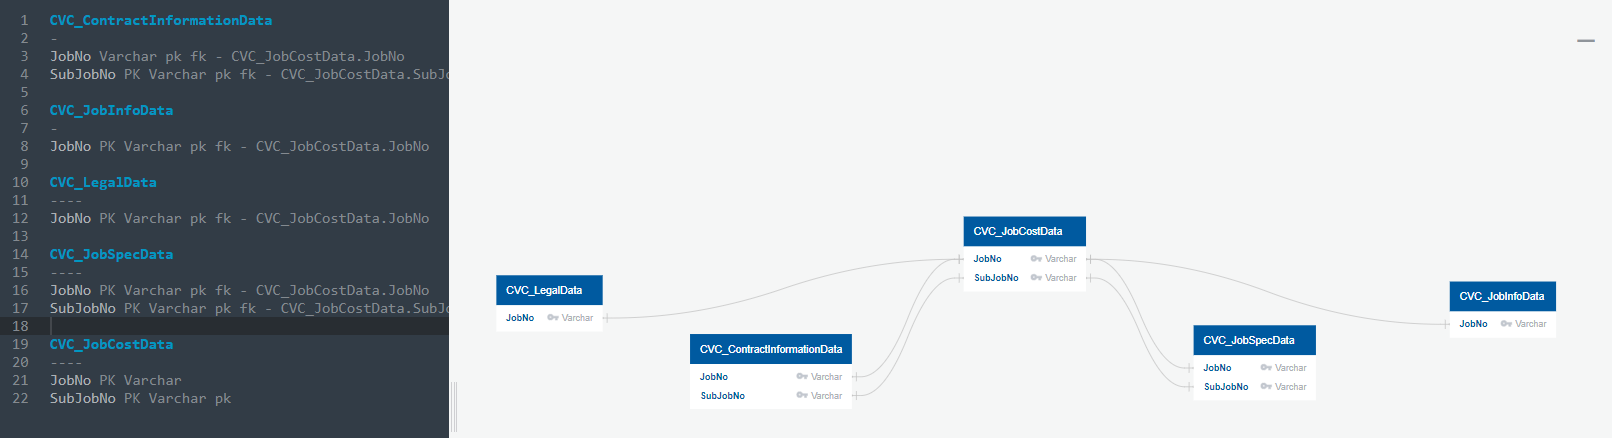 1 CVC_ContractInformationData
2 -
3 JobNo Varchar pk fk - CVC_JobCostData.JobNo
4 SubJobNo PK Varchar pk fk - CVC_JobCostData.SubJo
5
6 CVC_JobInfoData
7 -
8 JobNo PK Varchar pk fk - CVC_JobCostData.JobNo
9
10 CVC_LegalData
11 ----
12 JobNo PK Varchar pk fk - CVC_JobCostData.JobNo
13
14 CVC_JobSpecData
15 ----
16 JobNo PK Varchar pk fk - CVC_JobCostData.JobNo
17 SubJobNo PK Varchar pk fk - CVC_JobCostData.SubJo
18
19 CVC_JobCostData
20 ----
21 JobNo PK Varchar
22 SubJobNo PK Varchar pk
CVC_JobCostData
JobNo Varchar
SubJobNo Varchar
CVC_LegalData
JobNo Varchar
CVC_ContractInformationData
JobNo Varchar
SubJobNo Varchar
CVC_JobSpecData
JobNo Varchar
SubJobNo Varchar
CVC_JobInfoData
JobNo Varchar